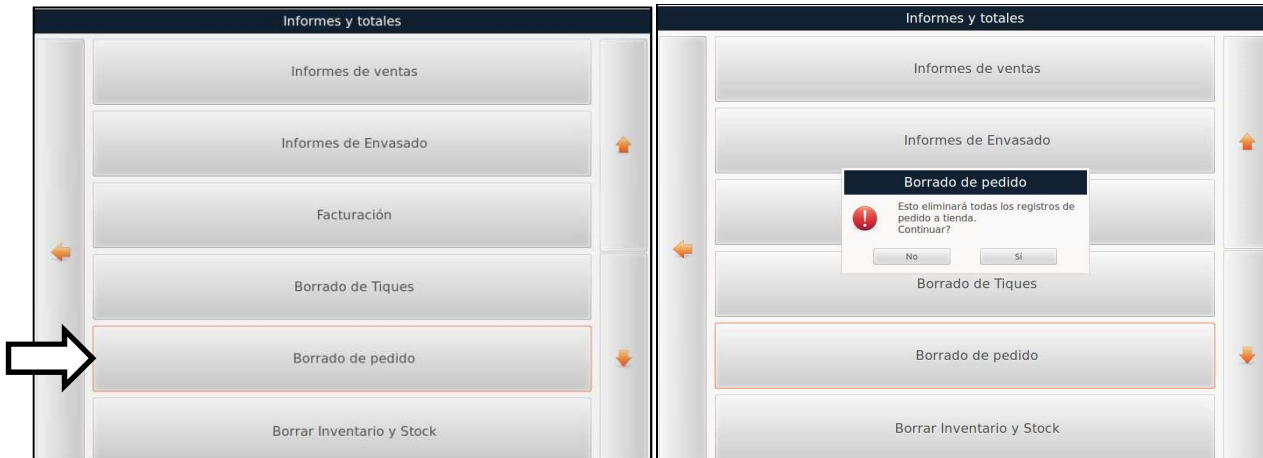 Informes y totales
Informes de ventas
Informes de Envasado
Facturación
Borrado de Tiques
Borrado de pedido
Borrar Inventario y Stock
Informes y totales
Informes de ventas
Informes de Envasado
Borrado de pedido
Esto eliminará todas los registros de
pedido a tienda.
Continuar?
No
Sí
Borrado de Tiques
Borrado de pedido
Borrar Inventario y Stock